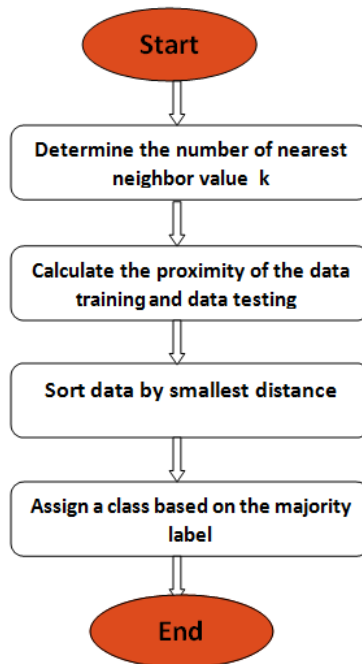 Start
Determine the number of nearest
neighbor value k
Calculate the proximity of the data
training and data testing
Sort data by smallest distance
Assign a class based on the majority
label
End